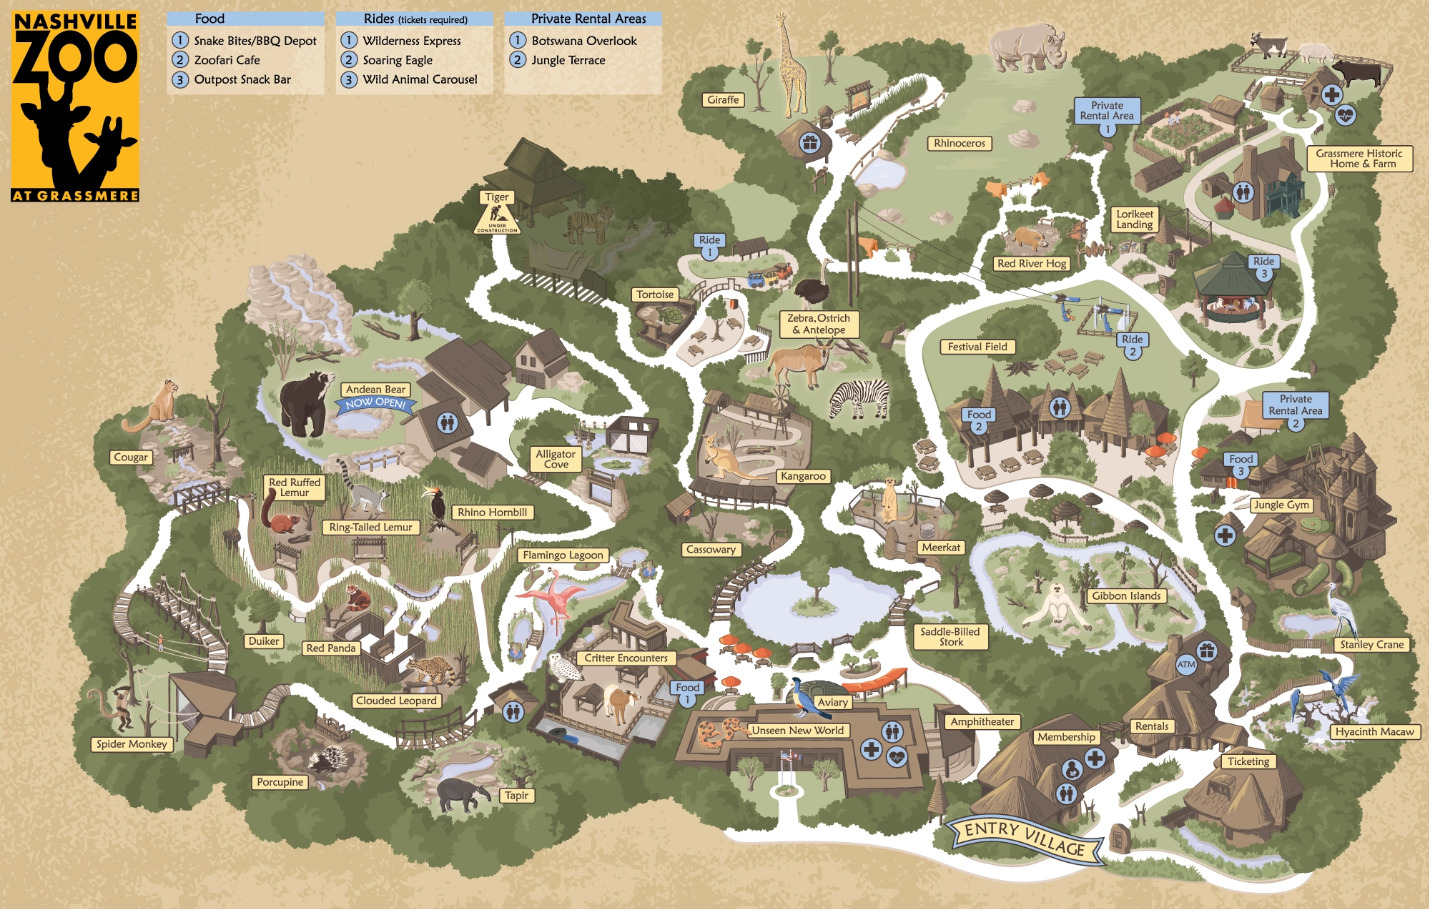 NASHVILLE
ZOO
AT GRASSMERE
Food
1 Snake Bites/BBQ Depot
2 Zoofari Cafe
3 Outpost Snack Bar
Rides (tickets required)
1 Wilderness Express
2 Soaring Eagle
3 Wild Animal Carousel
Private Rental Areas
1 Botswana Overlook
2 Jungle Terrace
Giraffe
Rhinoceros
Private
Rental Area
1
Grassmere Historic
Home & Farm
Tiger
UNDER
CONSTRUCTION
Ride
1
Lorikeet
Landing
Red River Hog
Ride
3
Tortoise
Zebra, Ostrich
& Antelope
Festival Field
Ride
2
Andean Bear
NOW OPEN!
Private
Rental Area
2
Food
2
Cougar
Alligator
Cove
Kangaroo
Food
3
Red Ruffed
Lemur
Ring-Tailed Lemur
Rhino Hornbill
Jungle Gym
Flamingo Lagoon
Cassowary
Meerkat
Gibbon Islands
Duiker
Red Panda
Saddle-Billed
Stork
Stanley Crane
Critter Encounters
ATM
Clouded Leopard
Food
1
Aviary
Unseen New World
Amphitheater
Rentals
Hyacinth Macaw
Spider Monkey
Membership
Ticketing
Porcupine
Tapir
ENTRY VILLAGE